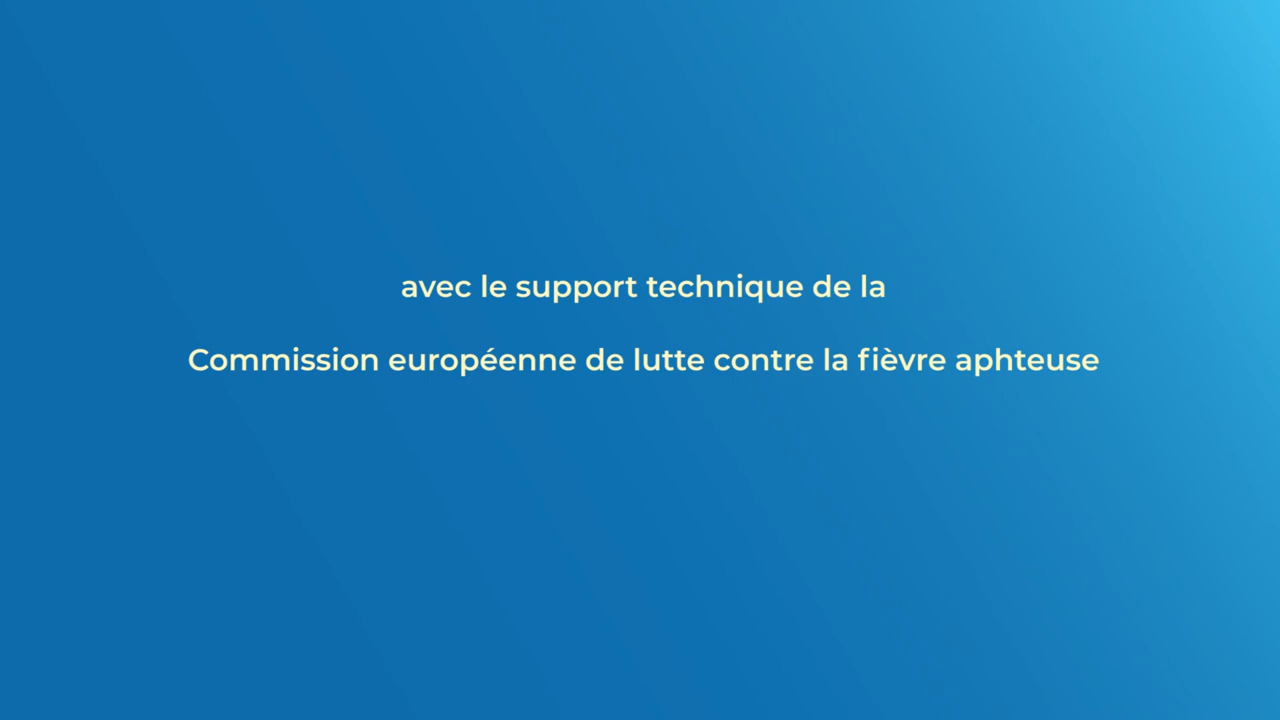 avec le support technique de la
Commission européenne de lutte contre la fièvre aphteuse